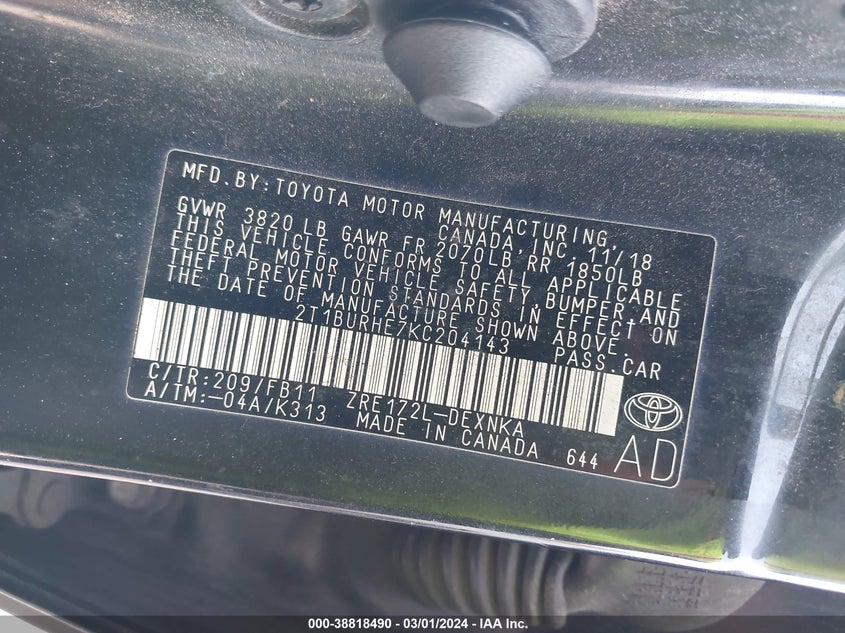 MFD.BY:TOYOTA MOTOR MANUFACTURING,
CANADA, INC. 11/18
GVWR 3820 LB GAWR FR 2070LB RR 1850LB
THIS VEHICLE CONFORMS TO ALL APPLICABLE
FEDERAL MOTOR VEHICLE SAFETY, BUMPER, AND
THEFT PREVENTION STANDARDS IN EFFECT ON
THE DATE OF MANUFACTURE SHOWN ABOVE.
2T1BURHE7KC204143 PASS.CAR
C/TR:209/FB11 ZRE172L-DEXNKA
A/TM:-04A/K313 MADE IN CANADA 644
AD
000-38818490 - 03/01/2024 - IAA Inc.